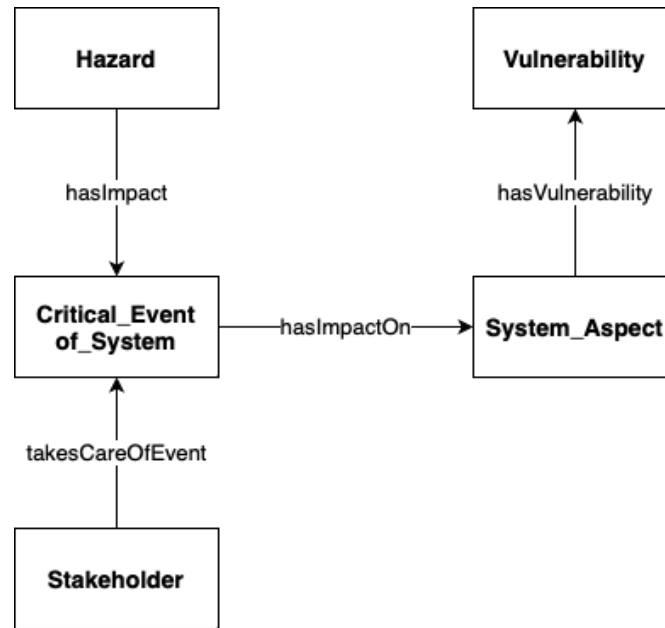 Hazard
Vulnerability
hasImpact
hasVulnerability
Critical_Event
of_System
hasImpactOn
System_Aspect
takesCareOfEvent
Stakeholder